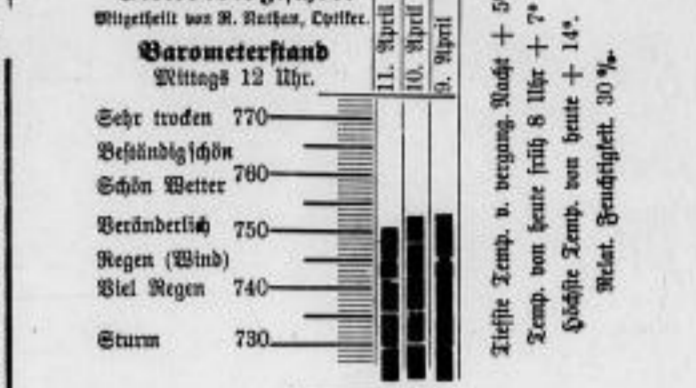 Mitgetheilt von R. Nathan, Optiker.
Barometerstand
Mittags 12 Uhr.
11. April
10. April
9. April
Sehr trocken 770
Beständig schön
760
Schön Wetter
Veränderlich 750
Regen (Wind)
Viel Regen 740
Sturm 730
Tiefste Temp. v. vergang. Nacht + 5°
Temp. von heute früh 8 Uhr + 7°
Höchste Temp. von heute + 14°.
Relat. Feuchtigkeit. 30 %.